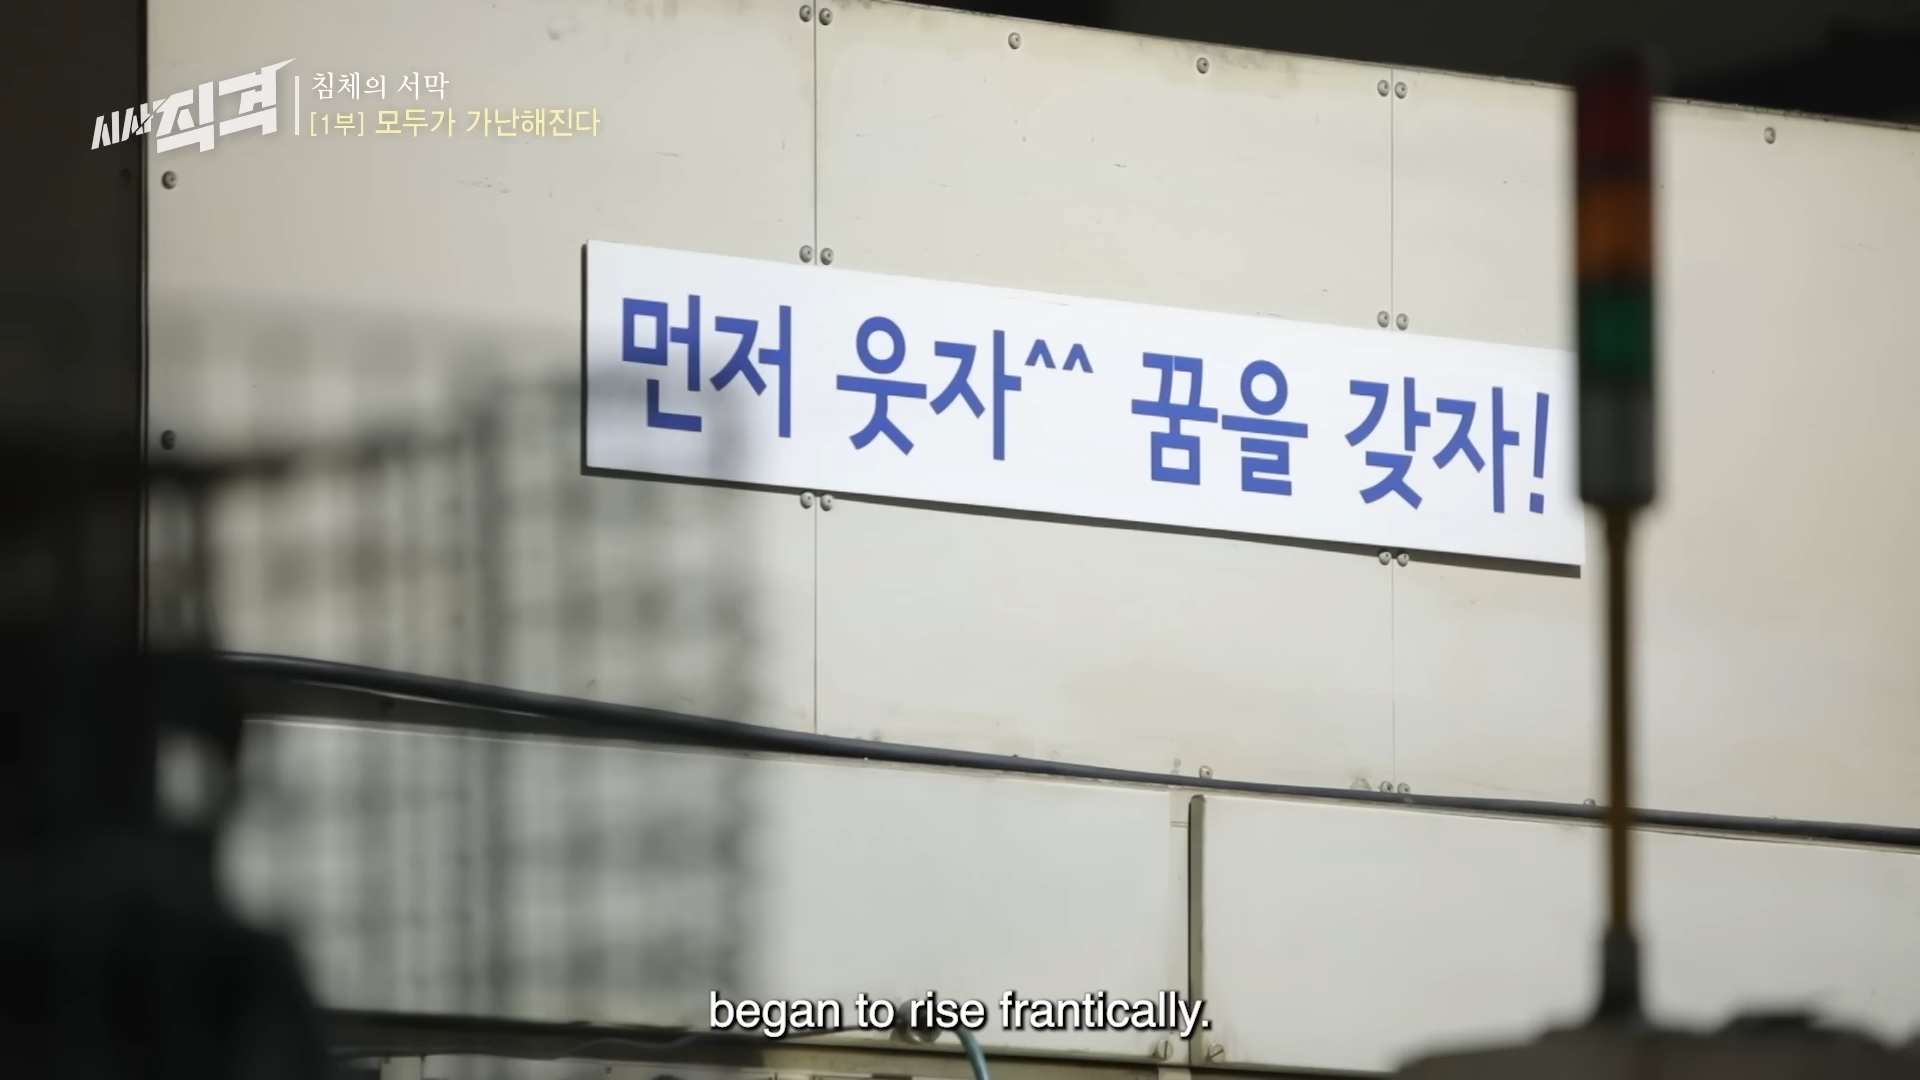 시사직격
침체의 서막
[1부] 모두가 가난해진다
먼저 웃자^^ 꿈을 갖자!
began to rise frantically.